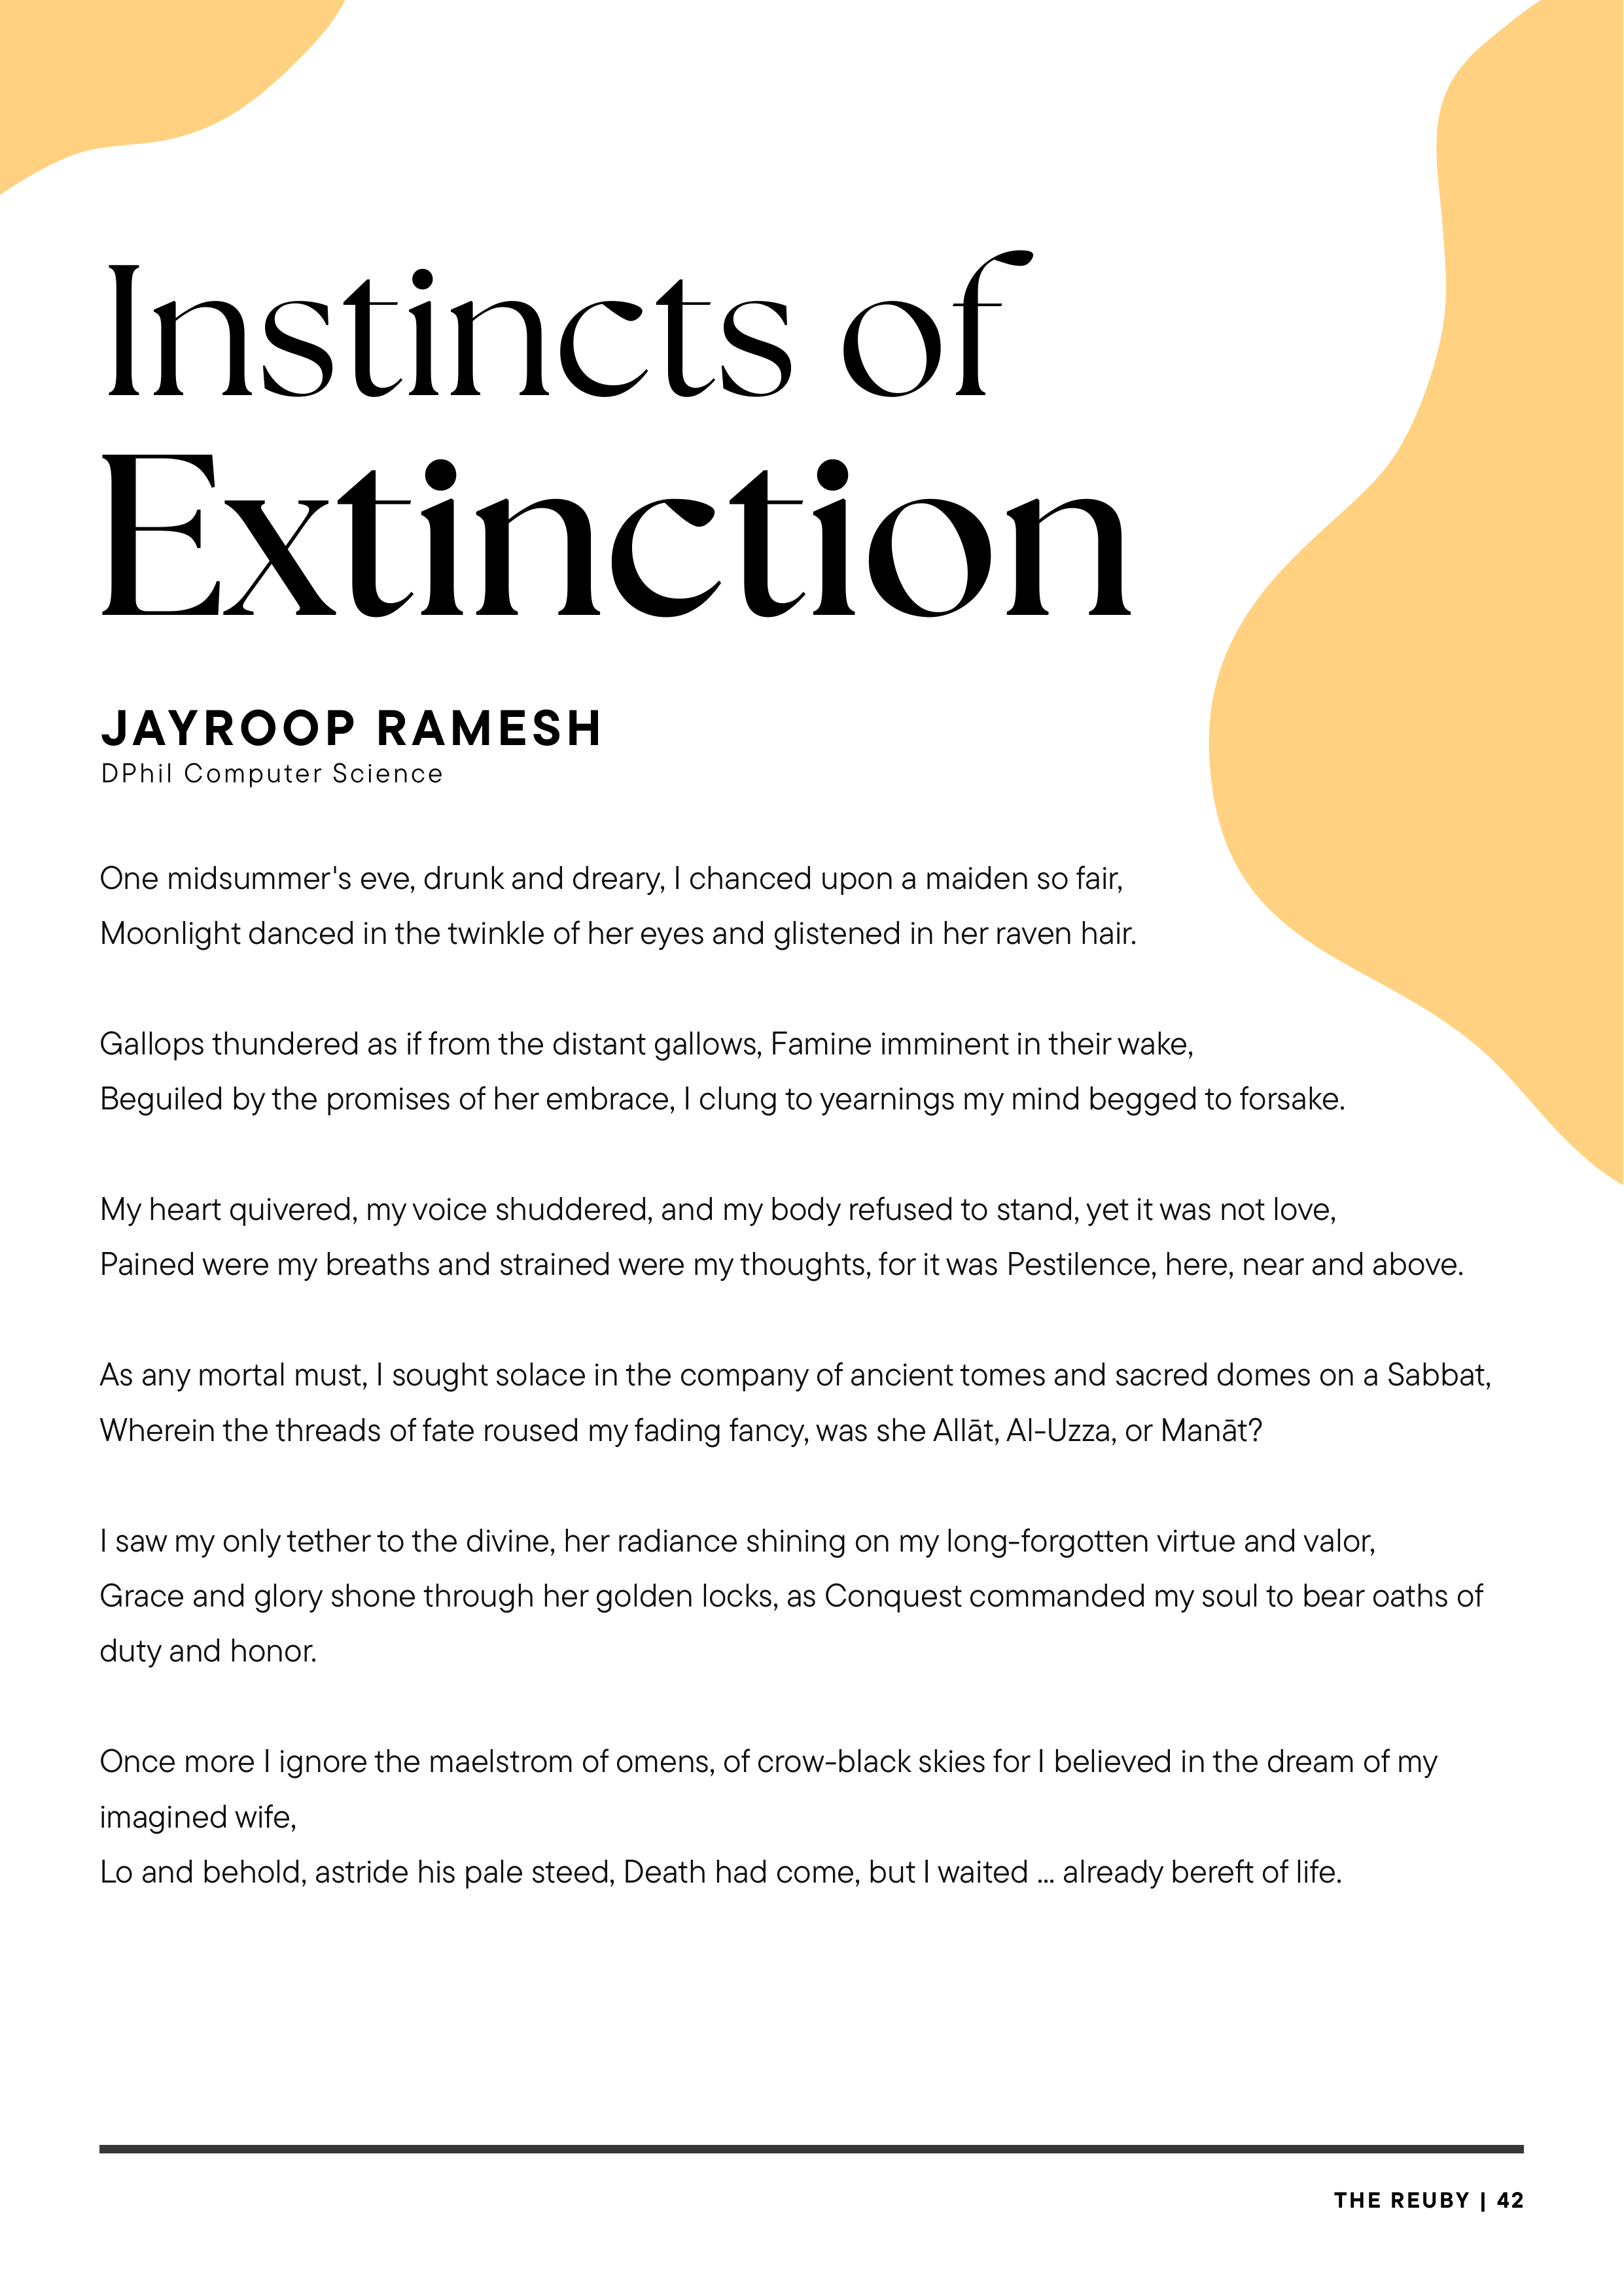 Instincts of
Extinction
JAYROOP RAMESH
DPhil Computer Science
One midsummer's eve, drunk and dreary, I chanced upon a maiden so fair,
Moonlight danced in the twinkle of her eyes and glistened in her raven hair.
Gallops thundered as if from the distant gallows, Famine imminent in their wake,
Beguiled by the promises of her embrace, I clung to yearnings my mind begged to forsake.
My heart quivered, my voice shuddered, and my body refused to stand, yet it was not love,
Pained were my breaths and strained were my thoughts, for it was Pestilence, here, near and above.
As any mortal must, I sought solace in the company of ancient tomes and sacred domes on a Sabbat,
Wherein the threads of fate roused my fading fancy, was she Allāt, Al-Uzza, or Manāt?
I saw my only tether to the divine, her radiance shining on my long-forgotten virtue and valor,
Grace and glory shone through her golden locks, as Conquest commanded my soul to bear oaths of
duty and honor.
Once more I ignore the maelstrom of omens, of crow-black skies for I believed in the dream of my
imagined wife,
Lo and behold, astride his pale steed, Death had come, but I waited ... already bereft of life.
THE REUBY | 42